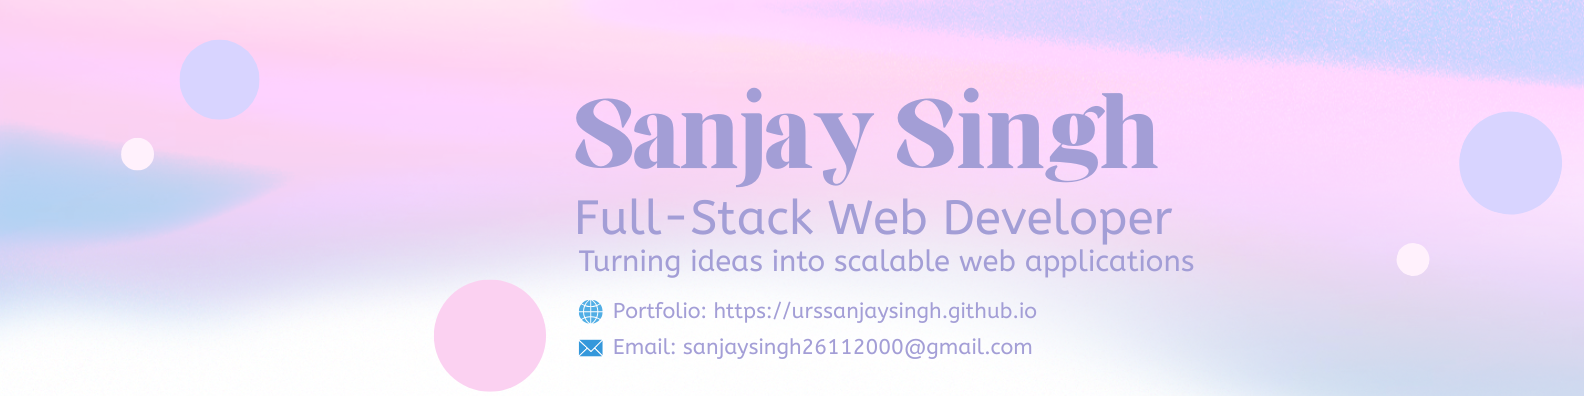 Sanjay Singh
Full-Stack Web Developer
Turning ideas into scalable web applications
Portfolio: https://urssanjaysingh.github.io
Email: sanjaysingh26112000@gmail.com